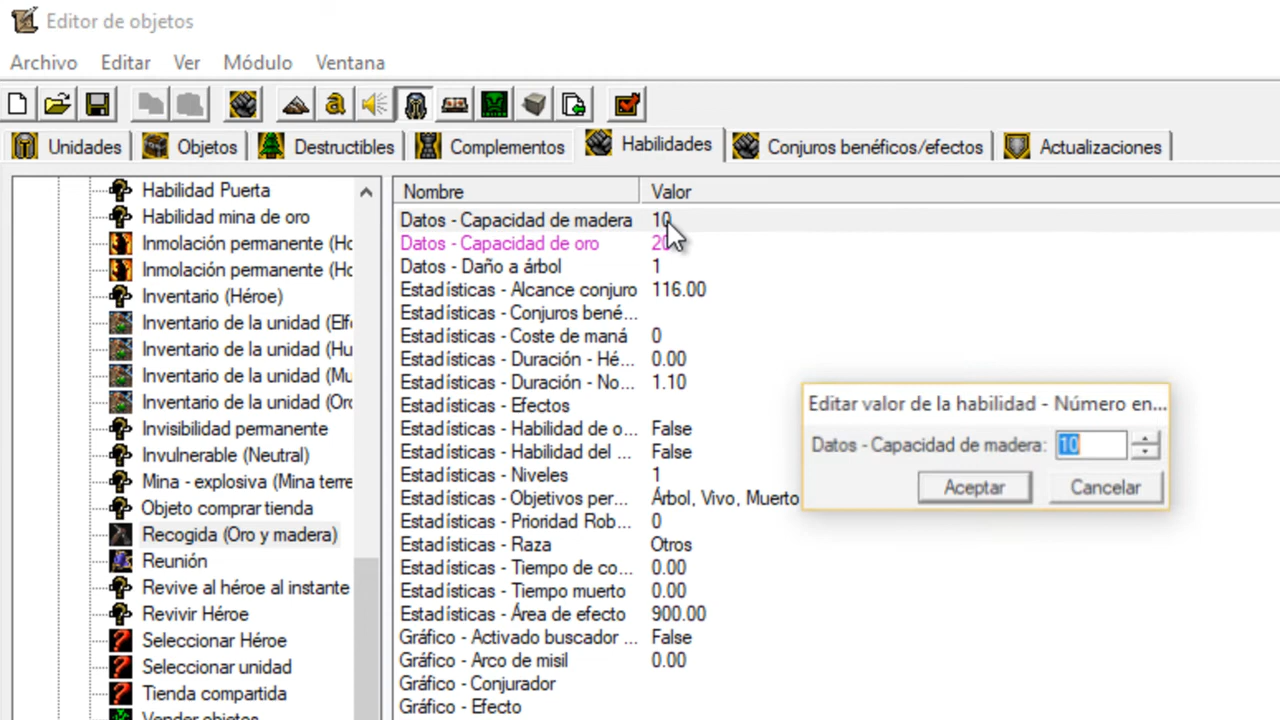 Editor de objetos
Archivo Editar Ver Módulo Ventana
Unidades Objetos Destructibles Complementos Habilidades Conjuros benéficos/efectos Actualizaciones
Habilidad Puerta
Habilidad mina de oro
Inmolación permanente (Ho
Inmolación permanente (Ho
Inventario (Héroe)
Inventario de la unidad (Elfo
Inventario de la unidad (Hu
Inventario de la unidad (Mu
Inventario de la unidad (Orc
Invisibilidad permanente
Invulnerable (Neutral)
Mina - explosiva (Mina terre
Objeto comprar tienda
Recogida (Oro y madera)
Reunión
Revive al héroe al instante
Revivir Héroe
Seleccionar Héroe
Seleccionar unidad
Tienda compartida
Vender objetos
Nombre Valor
Datos - Capacidad de madera 10
Datos - Capacidad de oro 20
Datos - Daño a árbol 1
Estadísticas - Alcance conjuro 116.00
Estadísticas - Conjuros bené...
Estadísticas - Coste de maná 0
Estadísticas - Duración - Hé... 0.00
Estadísticas - Duración - No... 1.10
Estadísticas - Efectos
Estadísticas - Habilidad de o... False
Estadísticas - Habilidad del ... False
Estadísticas - Niveles 1
Estadísticas - Objetivos per... Árbol, Vivo, Muerto
Estadísticas - Prioridad Rob... 0
Estadísticas - Raza Otros
Estadísticas - Tiempo de co... 0.00
Estadísticas - Tiempo muerto 0.00
Estadísticas - Área de efecto 900.00
Gráfico - Activado buscador ... False
Gráfico - Arco de misil 0.00
Gráfico - Conjurador
Gráfico - Efecto
Editar valor de la habilidad - Número en...
Datos - Capacidad de madera: 10
Aceptar Cancelar